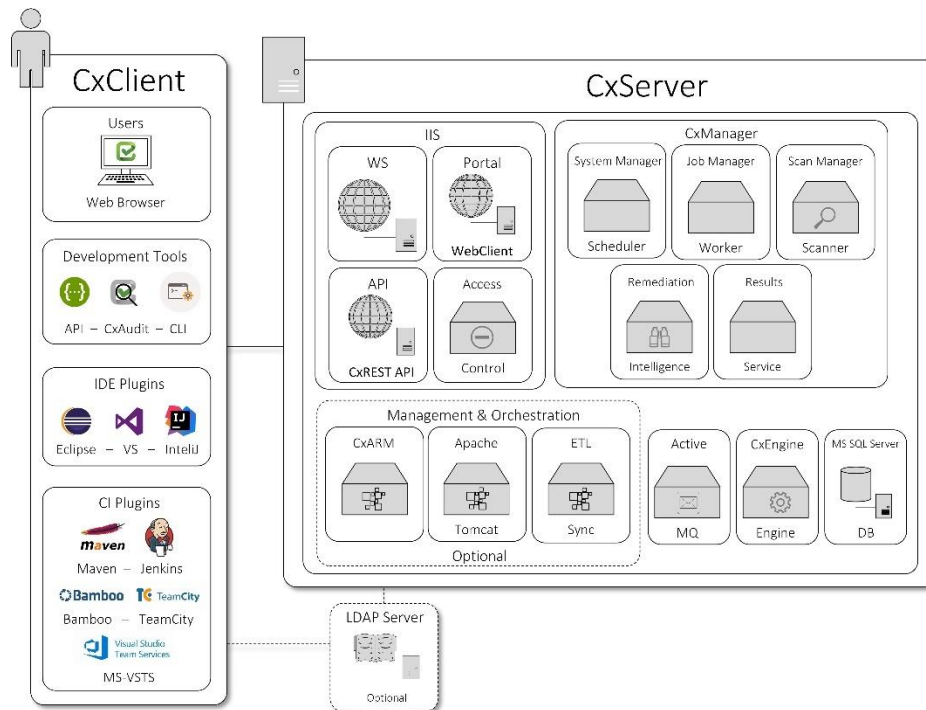 CxClient
Users
Web Browser
Development Tools
API – CxAudit – CLI
IDE Plugins
IJ
Eclipse – VS – InteliJ
CI Plugins
maven
Maven – Jenkins
Bamboo TC TeamCity
Bamboo – TeamCity
Visual Studio
Team Services
MS-VSTS
CxServer
IIS
WS
Portal
WebClient
API
CxREST API
Access
Control
CxManager
System Manager
Scheduler
Job Manager
Worker
Scan Manager
Scanner
Remediation
Intelligence
Results
Service
Management & Orchestration
CxARM
Apache
Tomcat
ETL
Sync
Optional
Active
MQ
CxEngine
Engine
MS SQL Server
DB
LDAP Server
Optional